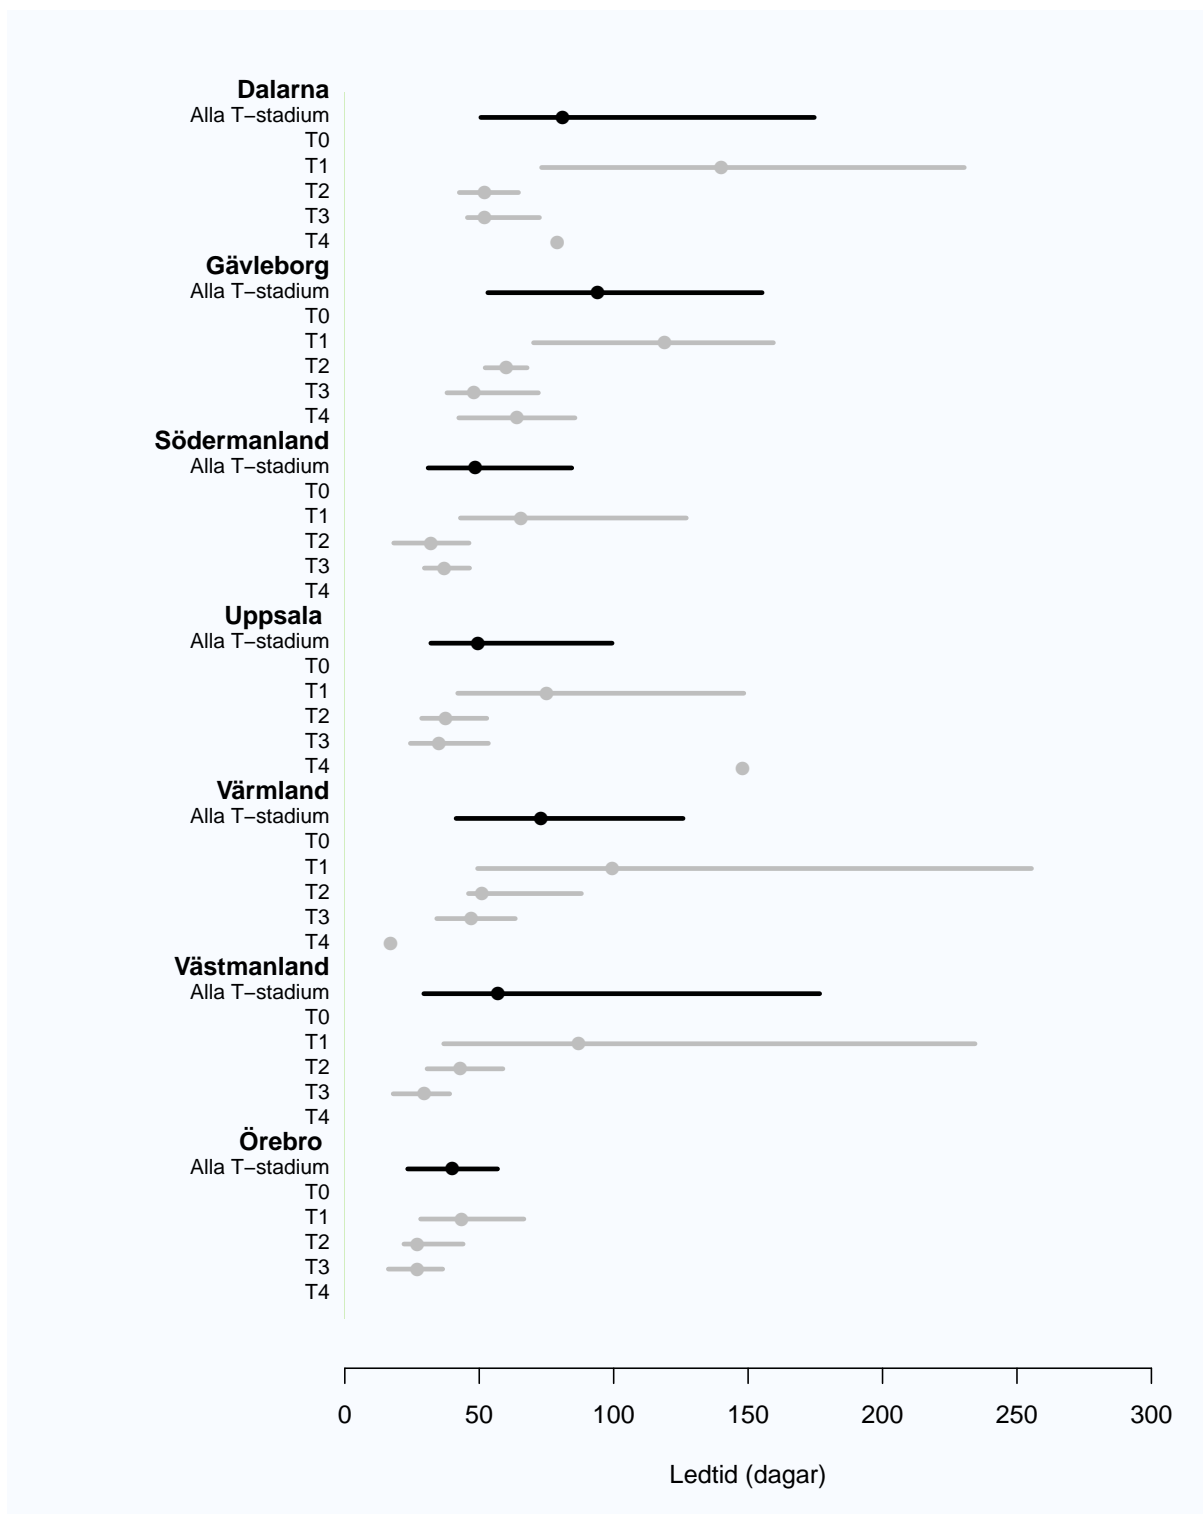 Dalarna
Alla T−stadium
T0
T1
T2
T3
T4
Gävleborg
Alla T−stadium
T0
T1
T2
T3
T4
Södermanland
Alla T−stadium
T0
T1
T2
T3
T4
Uppsala
Alla T−stadium
T0
T1
T2
T3
T4
Värmland
Alla T−stadium
T0
T1
T2
T3
T4
Västmanland
Alla T−stadium
T0
T1
T2
T3
T4
Örebro
Alla T−stadium
T0
T1
T2
T3
T4
0 50 100 150 200 250 300
Ledtid (dagar)